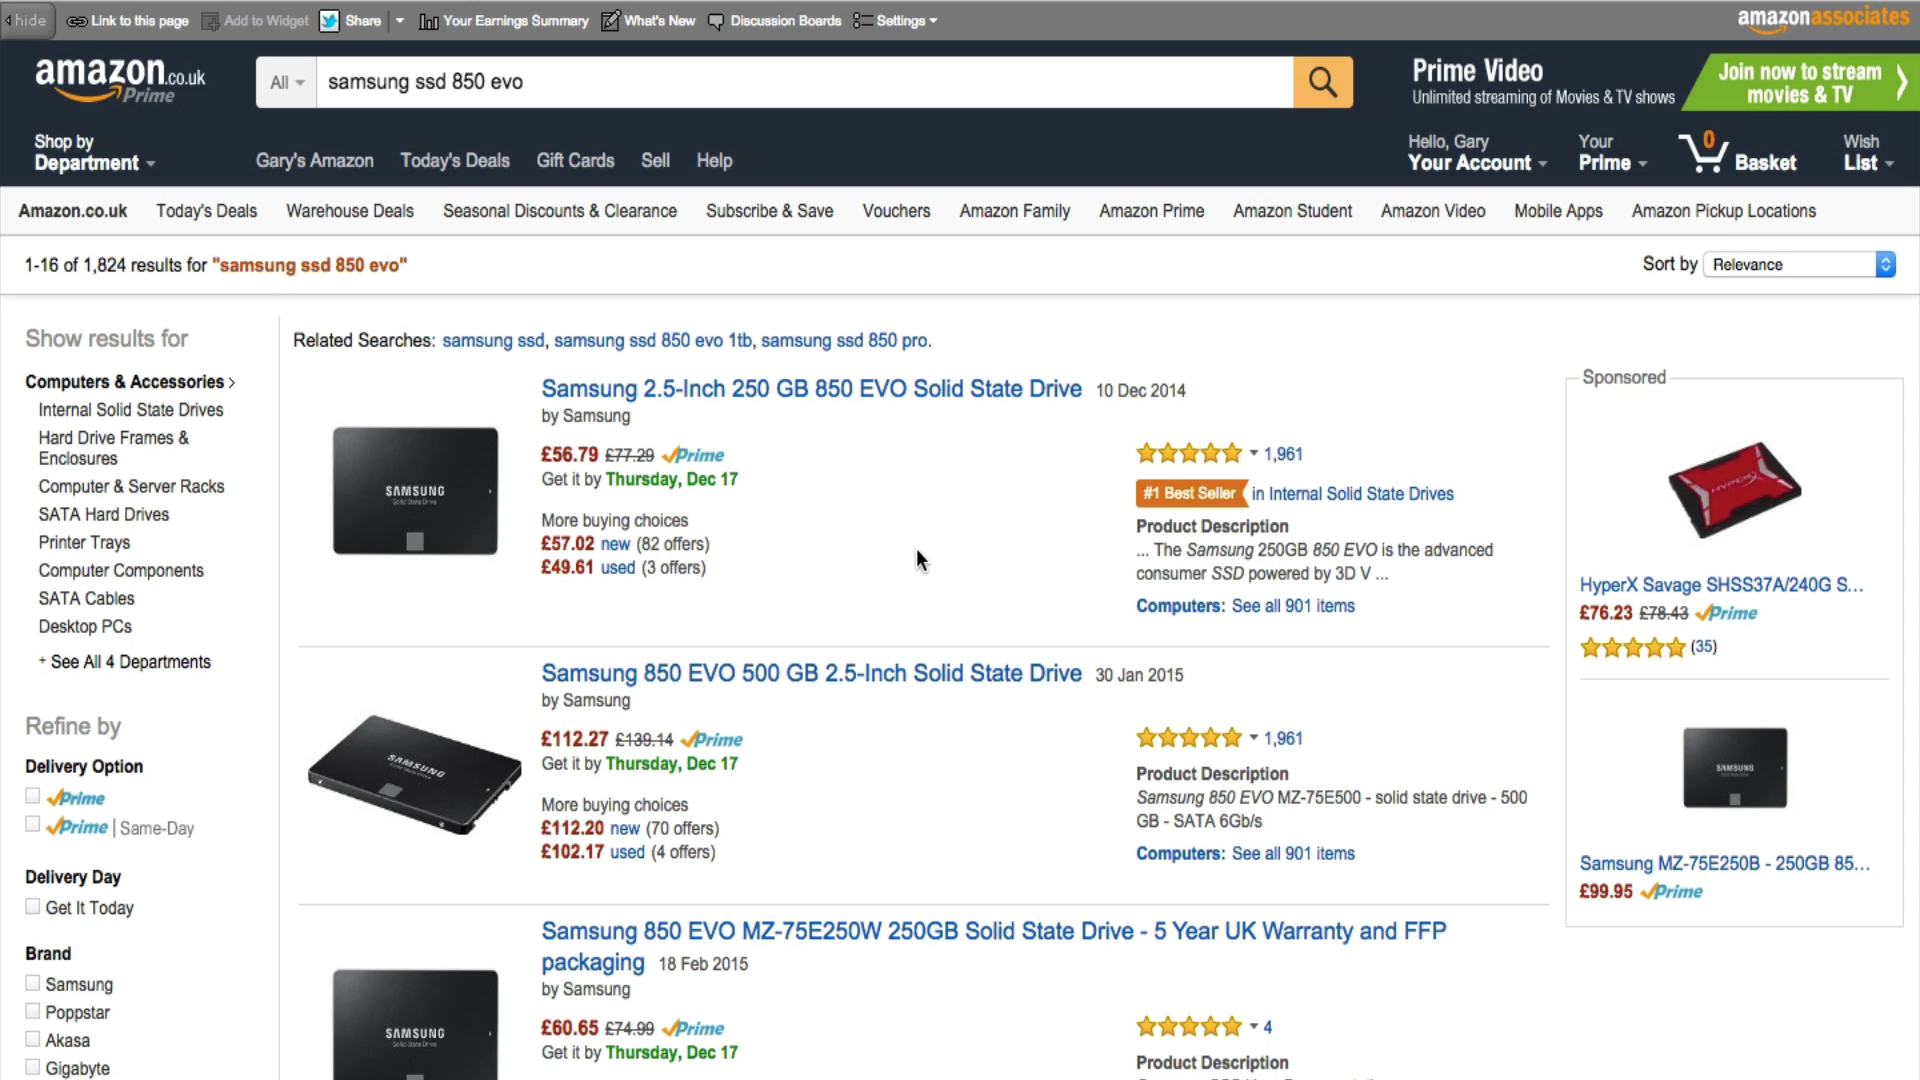 hide
Link to this page
Add to Widget
Share
Your Earnings Summary
What's New
Discussion Boards
Settings
amazonassociates
amazon.co.uk
Prime
All
samsung ssd 850 evo
Prime Video
Unlimited streaming of Movies & TV shows
Join now to stream
movies & TV
Shop by
Department
Gary's Amazon
Today's Deals
Gift Cards
Sell
Help
Hello, Gary
Your Account
Your
Prime
0
Basket
Wish
List
Amazon.co.uk
Today's Deals
Warehouse Deals
Seasonal Discounts & Clearance
Subscribe & Save
Vouchers
Amazon Family
Amazon Prime
Amazon Student
Amazon Video
Mobile Apps
Amazon Pickup Locations
1-16 of 1,824 results for "samsung ssd 850 evo"
Sort by Relevance
Show results for
Computers & Accessories
Internal Solid State Drives
Hard Drive Frames &
Enclosures
Computer & Server Racks
SATA Hard Drives
Printer Trays
Computer Components
SATA Cables
Desktop PCs
+ See All 4 Departments
Refine by
Delivery Option
Prime
Prime | Same-Day
Delivery Day
Get It Today
Brand
Samsung
Poppstar
Akasa
Gigabyte
Related Searches: samsung ssd, samsung ssd 850 evo 1tb, samsung ssd 850 pro.
SAMSUNG
Solid State Drive
Samsung 2.5-Inch 250 GB 850 EVO Solid State Drive 10 Dec 2014
by Samsung
£56.79 £77.29 Prime
Get it by Thursday, Dec 17
More buying choices
£57.02 new (82 offers)
£49.61 used (3 offers)
1,961
#1 Best Seller in Internal Solid State Drives
Product Description
... The Samsung 250GB 850 EVO is the advanced
consumer SSD powered by 3D V ...
Computers: See all 901 items
SAMSUNG
Samsung 850 EVO 500 GB 2.5-Inch Solid State Drive 30 Jan 2015
by Samsung
£112.27 £139.14 Prime
Get it by Thursday, Dec 17
More buying choices
£112.20 new (70 offers)
£102.17 used (4 offers)
1,961
Product Description
Samsung 850 EVO MZ-75E500 - solid state drive - 500
GB - SATA 6Gb/s
Computers: See all 901 items
SAMSUNG
Solid State Drive
Samsung 850 EVO MZ-75E250W 250GB Solid State Drive - 5 Year UK Warranty and FFP
packaging 18 Feb 2015
by Samsung
£60.65 £74.99 Prime
Get it by Thursday, Dec 17
4
Product Description
Sponsored
HYPERX
HyperX Savage SHSS37A/240G S...
£76.23 £78.43 Prime
(35)
SAMSUNG
Samsung MZ-75E250B - 250GB 85...
£99.95 Prime